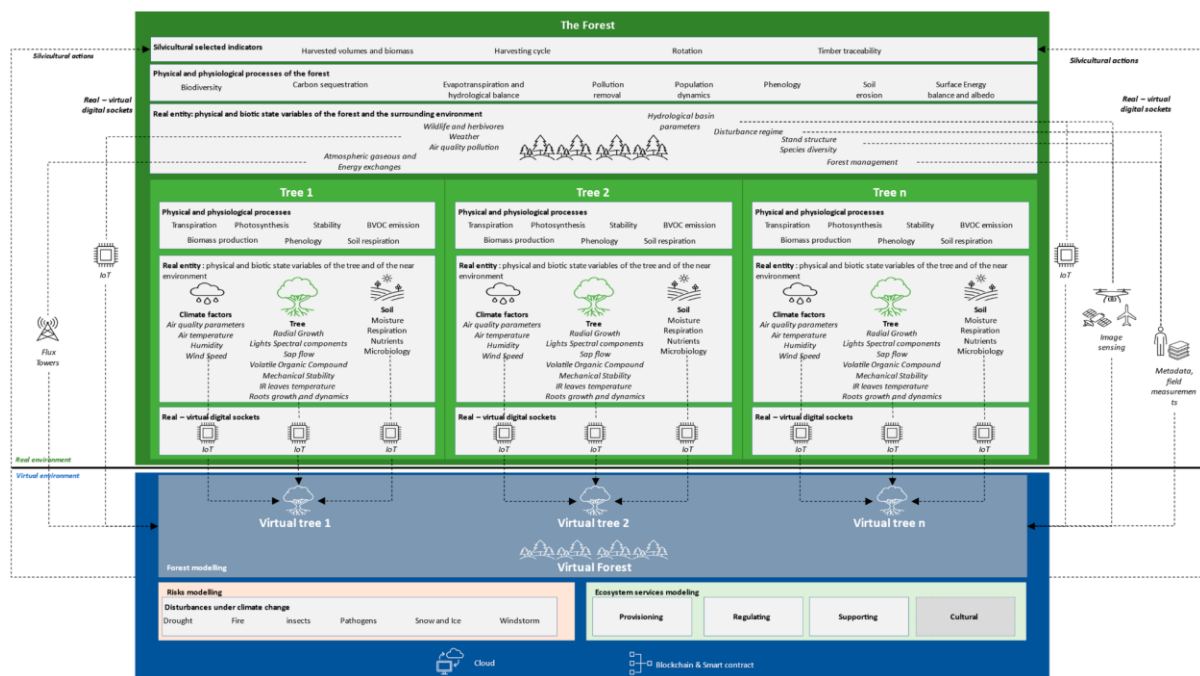 The Forest
Silvicultural selected indicators
Harvested volumes and biomass
Harvesting cycle
Rotation
Timber traceability
Silvicultural actions
Silvicultural actions
Physical and physiological processes of the forest
Biodiversity
Carbon sequestration
Evapotranspiration and
hydrological balance
Pollution
removal
Population
dynamics
Phenology
Soil
erosion
Surface Energy
balance and albedo
Real – virtual
digital sockets
Real – virtual
digital sockets
Real entity: physical and biotic state variables of the forest and the surrounding environment
Wildlife and herbivores
Weather
Air quality pollution
Atmospheric gaseous and
Energy exchanges
Hydrological basin
parameters
Disturbance regime
Stand structure
Species diversity
Forest management
IoT
Flux
Towers
IoT
Image
sensing
Metadata,
field
measuremen
ts
Tree 1
Physical and physiological processes
Transpiration
Photosynthesis
Stability
BVOC emission
Biomass production
Phenology
Soil respiration
Real entity : physical and biotic state variables of the tree and of the near
environment
Climate factors
Air quality parameters
Air temperature
Humidity
Wind Speed
Tree
Radial Growth
Lights Spectral components
Sap flow
Volatile Organic Compound
Mechanical Stability
IR leaves temperature
Roots growth and dynamics
Soil
Moisture
Respiration
Nutrients
Microbiology
Real – virtual digital sockets
IoT
IoT
IoT
Tree 2
Physical and physiological processes
Transpiration
Photosynthesis
Stability
BVOC emission
Biomass production
Phenology
Soil respiration
Real entity : physical and biotic state variables of the tree and of the near
environment
Climate factors
Air quality parameters
Air temperature
Humidity
Wind Speed
Tree
Radial Growth
Lights Spectral components
Sap flow
Volatile Organic Compound
Mechanical Stability
IR leaves temperature
Roots growth and dynamics
Soil
Moisture
Respiration
Nutrients
Microbiology
Real – virtual digital sockets
IoT
IoT
IoT
Tree n
Physical and physiological processes
Transpiration
Photosynthesis
Stability
BVOC emission
Biomass production
Phenology
Soil respiration
Real entity : physical and biotic state variables of the tree and of the near
environment
Climate factors
Air quality parameters
Air temperature
Humidity
Wind Speed
Tree
Radial Growth
Lights Spectral components
Sap flow
Volatile Organic Compound
Mechanical Stability
IR leaves temperature
Roots growth and dynamics
Soil
Moisture
Respiration
Nutrients
Microbiology
Real – virtual digital sockets
IoT
IoT
IoT
Real environment
Virtual environment
Virtual tree 1
Virtual tree 2
Virtual tree n
Virtual Forest
Forest modelling
Risks modelling
Disturbances under climate change
Drought
Fire
insects
Pathogens
Snow and Ice
Windstorm
Ecosystem services modeling
Provisioning
Regulating
Supporting
Cultural
Cloud
Blockchain & Smart contract